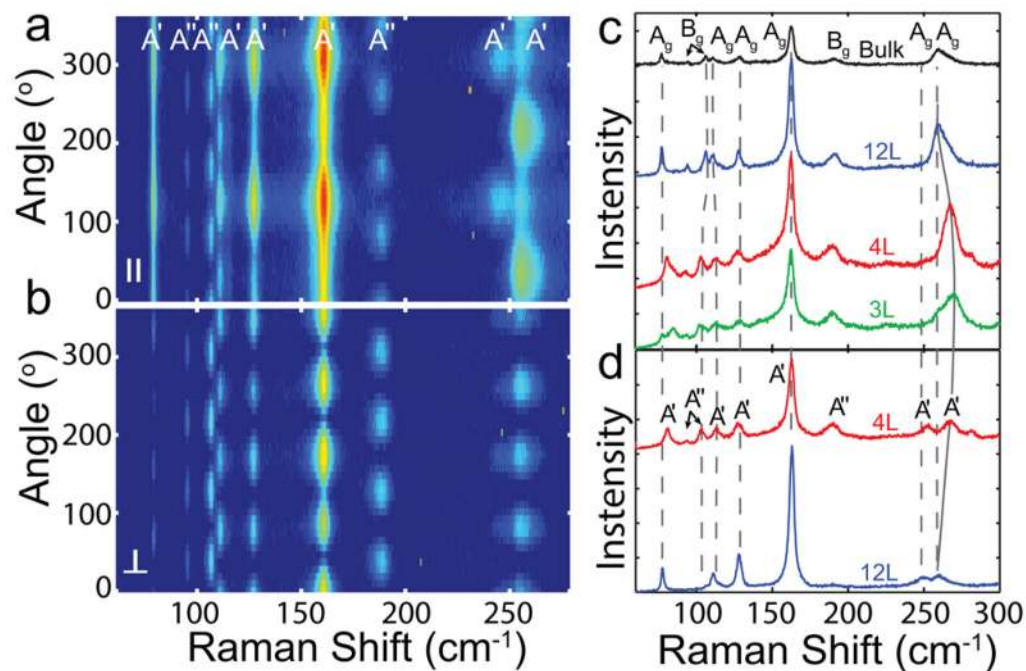 a
A' A" A" A' A' A' A" A' A'
Angle (°)
300
200
100
0
||
b
Angle (°)
300
200
100
0
⊥
100 150 200 250
Raman Shift (cm-1)
c
Ag Bg Ag Ag Ag Bg Bulk Ag Ag
12L
4L
3L
Instensity
d
A' A" A' A' A' A" A' A'
4L
12L
Instensity
100 150 200 250 300
Raman Shift (cm-1)